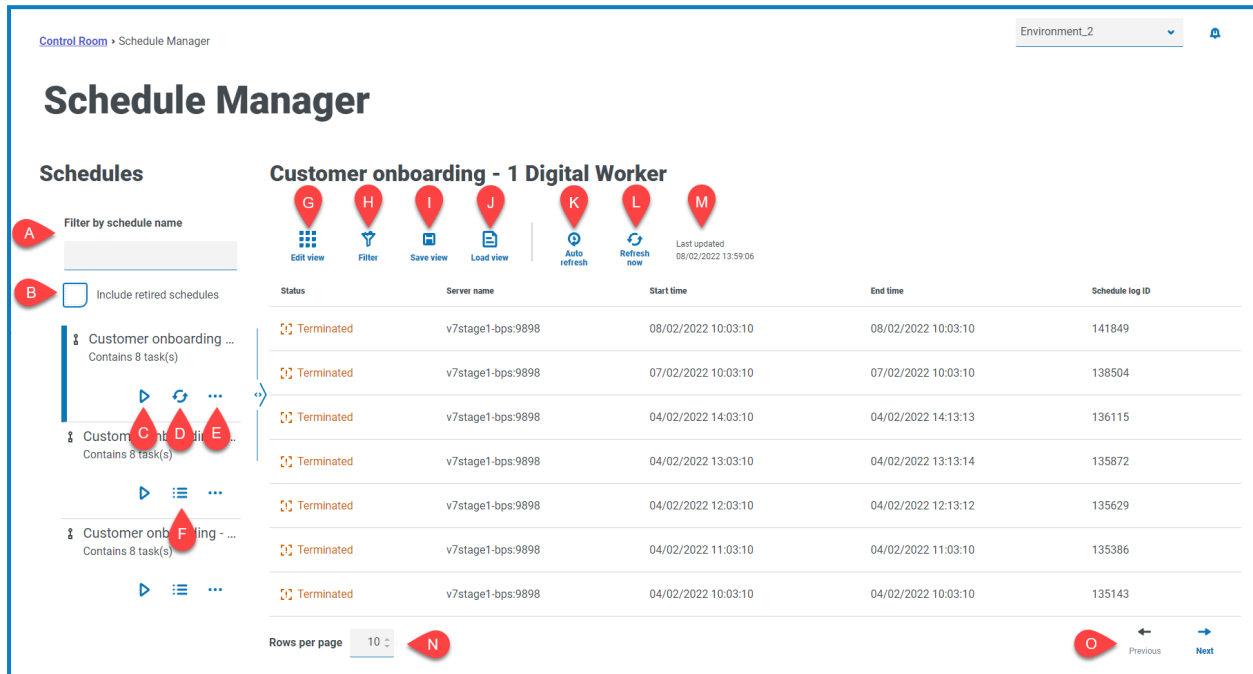 Control Room › Schedule Manager
Environment_2
Schedule Manager
Schedules
Customer onboarding - 1 Digital Worker
G H I J K L M
A
Filter by schedule name
Edit view
Filter
Save view
Load view
Auto
refresh
Refresh
now
Last updated
08/02/2022 13:59:06
B
Include retired schedules
Status Server name Start time End time Schedule log ID
Terminated v7stage1-bps:9898 08/02/2022 10:03:10 08/02/2022 10:03:10 141849
Terminated v7stage1-bps:9898 07/02/2022 10:03:10 07/02/2022 10:03:10 138504
Terminated v7stage1-bps:9898 04/02/2022 14:03:10 04/02/2022 14:13:13 136115
Terminated v7stage1-bps:9898 04/02/2022 13:03:10 04/02/2022 13:13:14 135872
Terminated v7stage1-bps:9898 04/02/2022 12:03:10 04/02/2022 12:13:12 135629
Terminated v7stage1-bps:9898 04/02/2022 11:03:10 04/02/2022 11:03:10 135386
Terminated v7stage1-bps:9898 04/02/2022 10:03:10 04/02/2022 10:03:10 135143
Customer onboarding ...
Contains 8 task(s)
C D E
Contains 8 task(s)
F
Customer - ...
Contains 8 task(s)
Rows per page 10
N
O
Previous
Next